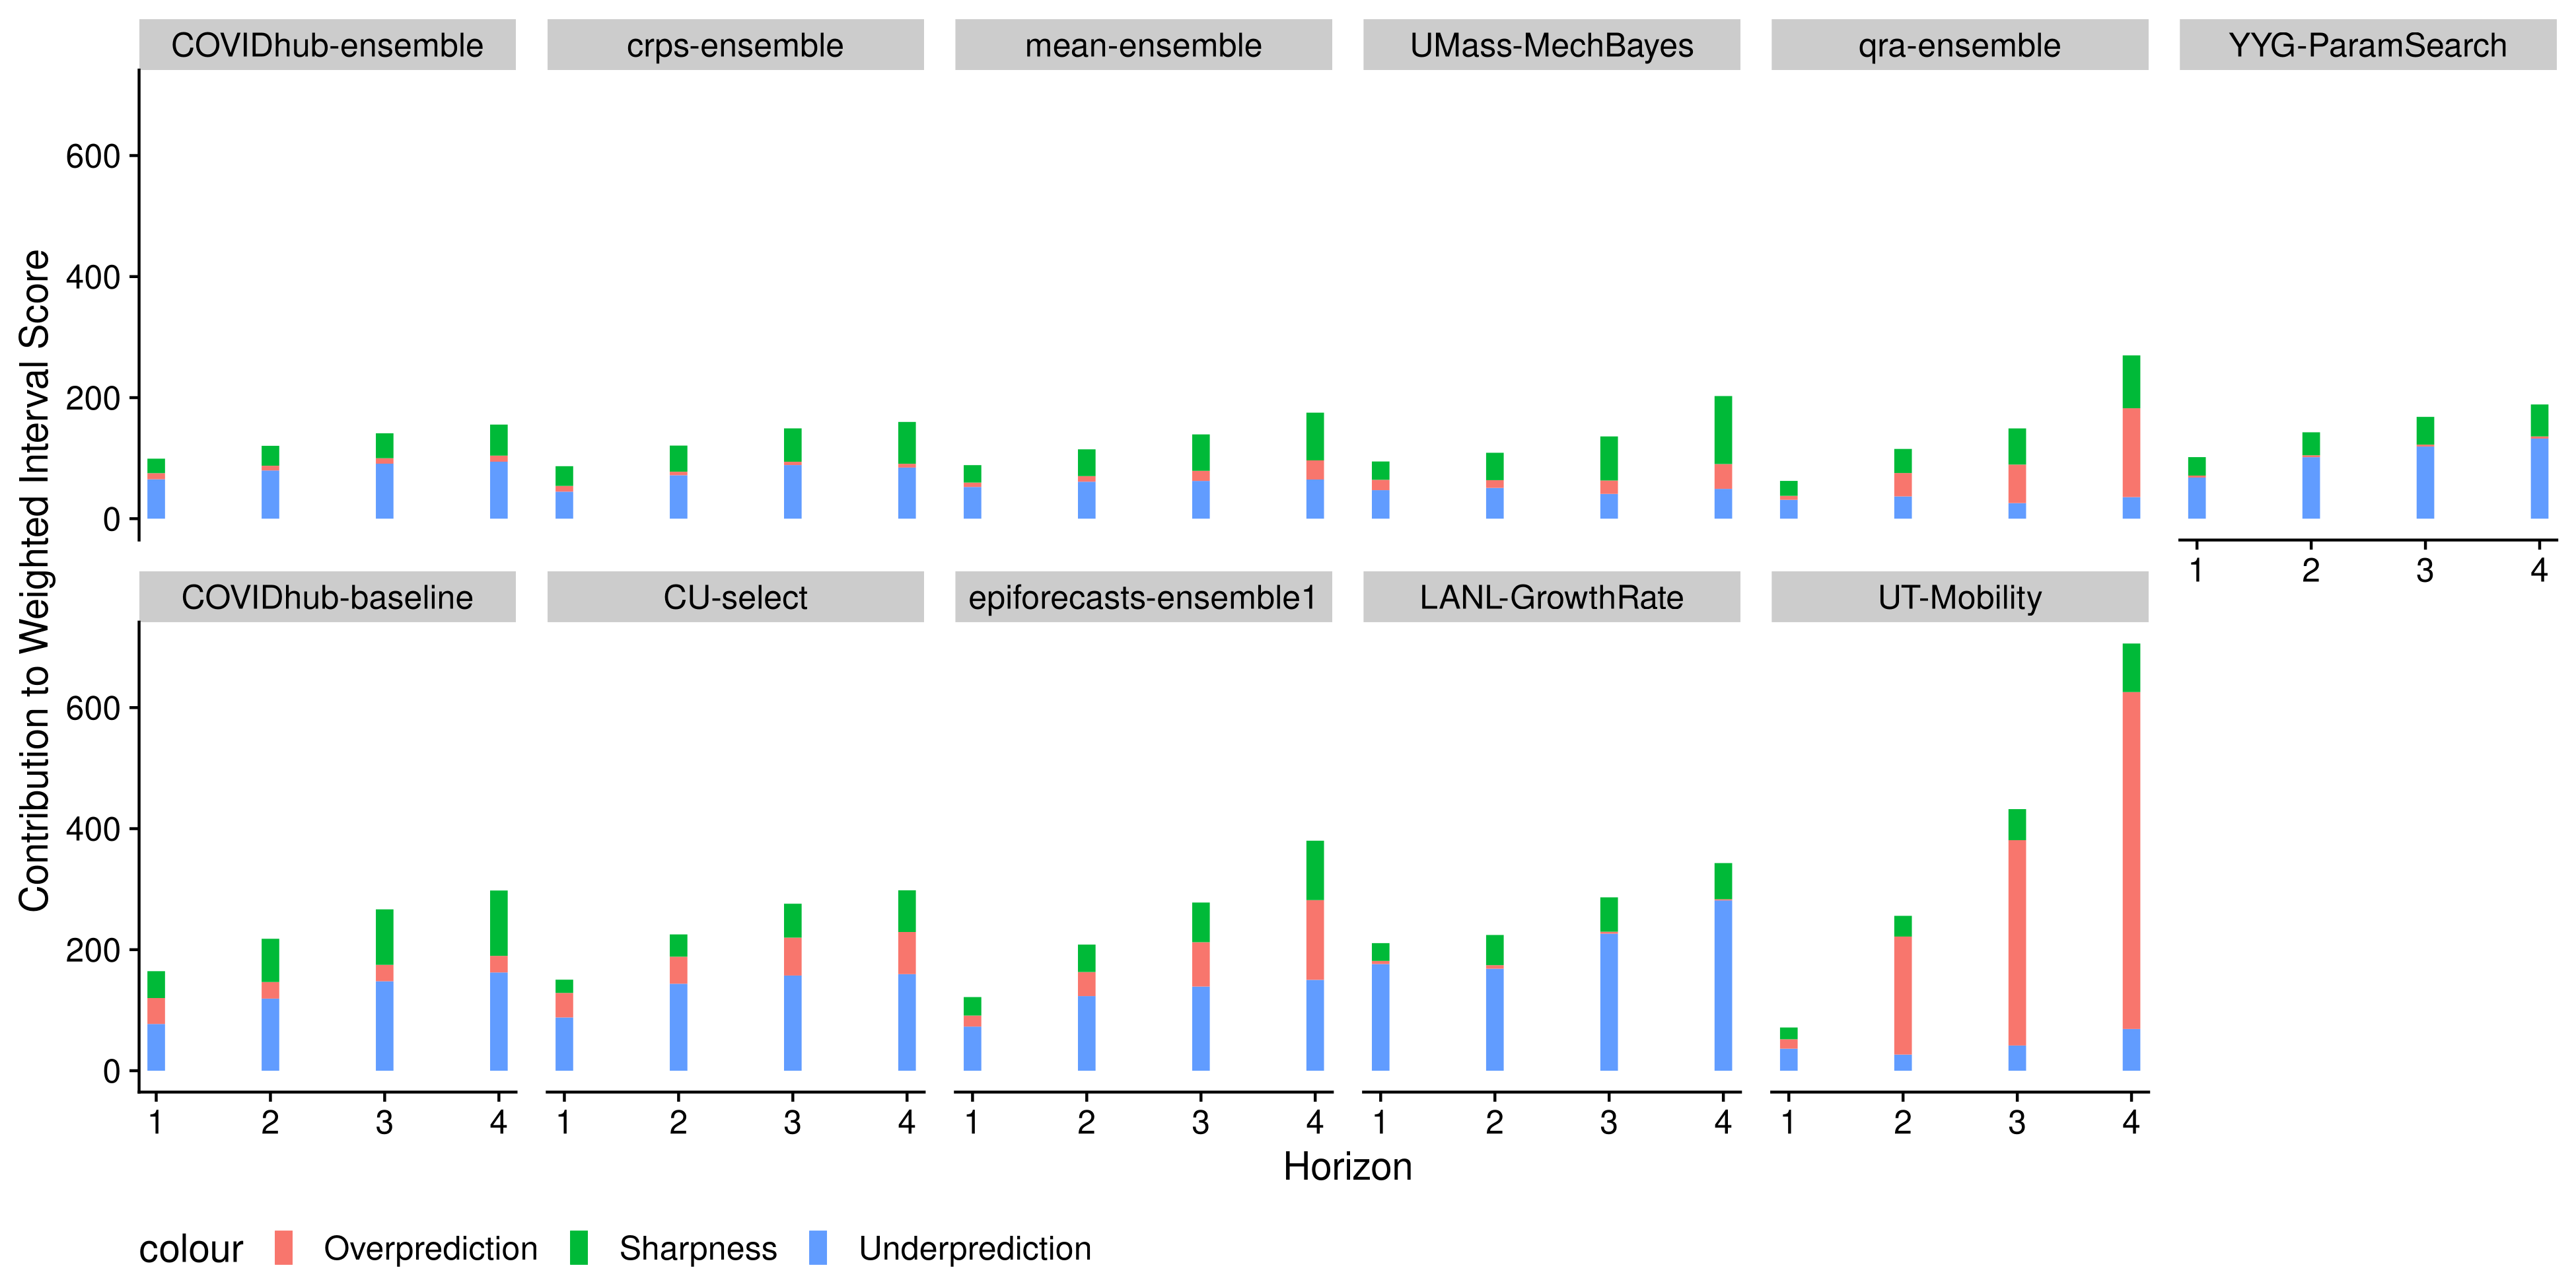 COVIDhub-ensemble
crps-ensemble
mean-ensemble
UMass-MechBayes
qra-ensemble
YYG-ParamSearch
600
400
200
0
1 2 3 4
COVIDhub-baseline
CU-select
epiforecasts-ensemble1
LANL-GrowthRate
UT-Mobility
600
400
200
0
1 2 3 4
1 2 3 4
1 2 3 4
1 2 3 4
1 2 3 4
Contribution to Weighted Interval Score
Horizon
colour Overprediction Sharpness Underprediction